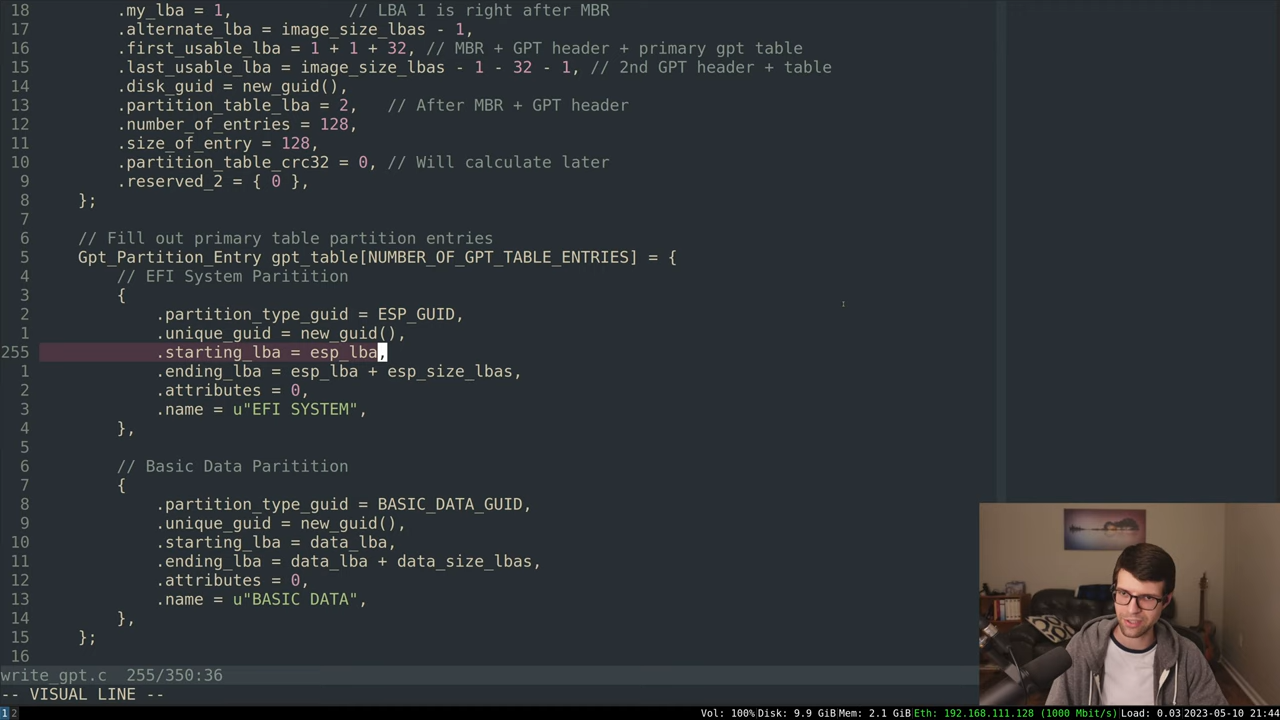 18 .my_lba = 1, // LBA 1 is right after MBR
17 .alternate_lba = image_size_lbas - 1,
16 .first_usable_lba = 1 + 1 + 32, // MBR + GPT header + primary gpt table
15 .last_usable_lba = image_size_lbas - 1 - 32 - 1, // 2nd GPT header + table
14 .disk_guid = new_guid(),
13 .partition_table_lba = 2, // After MBR + GPT header
12 .number_of_entries = 128,
11 .size_of_entry = 128,
10 .partition_table_crc32 = 0, // Will calculate later
9 .reserved_2 = { 0 },
8 };
7
6 // Fill out primary table partition entries
5 Gpt_Partition_Entry gpt_table[NUMBER_OF_GPT_TABLE_ENTRIES] = {
4 // EFI System Paritition
3 {
2 .partition_type_guid = ESP_GUID,
1 .unique_guid = new_guid(),
255 .starting_lba = esp_lba,
1 .ending_lba = esp_lba + esp_size_lbas,
2 .attributes = 0,
3 .name = u"EFI SYSTEM",
4 },
5
6 // Basic Data Paritition
7 {
8 .partition_type_guid = BASIC_DATA_GUID,
9 .unique_guid = new_guid(),
10 .starting_lba = data_lba,
11 .ending_lba = data_lba + data_size_lbas,
12 .attributes = 0,
13 .name = u"BASIC DATA",
14 },
15 };
16
write_gpt.c 255/350:36
-- VISUAL LINE --
1 2 Vol: 100% Disk: 9.9 GiB Mem: 2.1 GiB Eth: 192.168.111.128 (1000 Mbit/s) Load: 0.03 2023-05-10 21:44